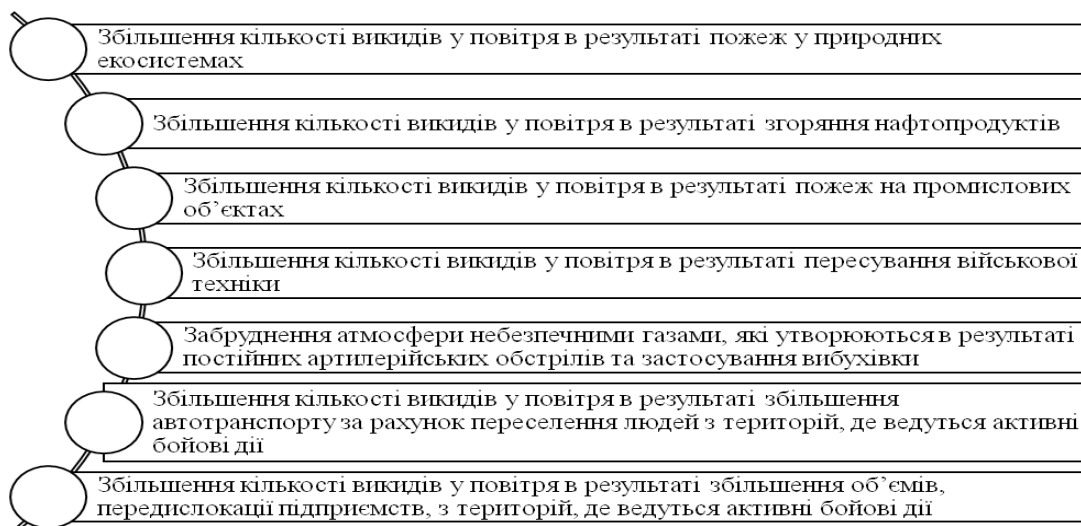 Збільшення кількості викидів у повітря в результаті пожеж у природних
екосистемах
Збільшення кількості викидів у повітря в результаті згоряння нафтопродуктів
Збільшення кількості викидів у повітря в результаті пожеж на промислових
об’єктах
Збільшення кількості викидів у повітря в результаті пересування військової
техніки
Забруднення атмосфери небезпечними газами, які утворюються в результаті
постійних артилерійських обстрілів та застосування вибухівки
Збільшення кількості викидів у повітря в результаті збільшення
автотранспорту за рахунок переселення людей з територій, де ведуться активні
бойові дії
Збільшення кількості викидів у повітря в результаті збільшення об’ємів,
передислокації підприємств, з територій, де ведуться активні бойові дії